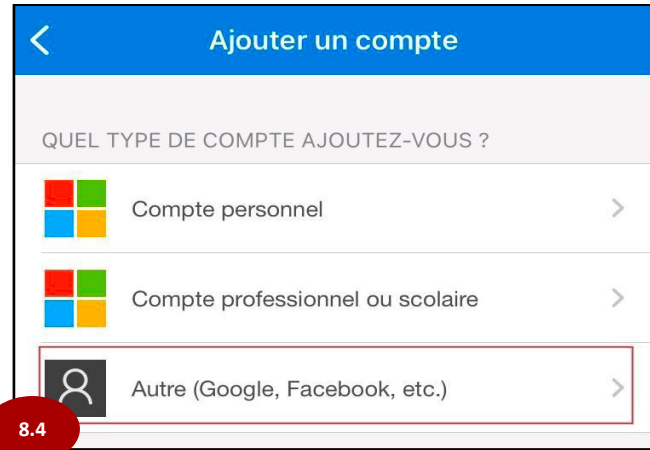 Ajouter un compte
QUEL TYPE DE COMPTE AJOUTEZ-VOUS ?
Compte personnel
Compte professionnel ou scolaire
Autre (Google, Facebook, etc.)
8.4